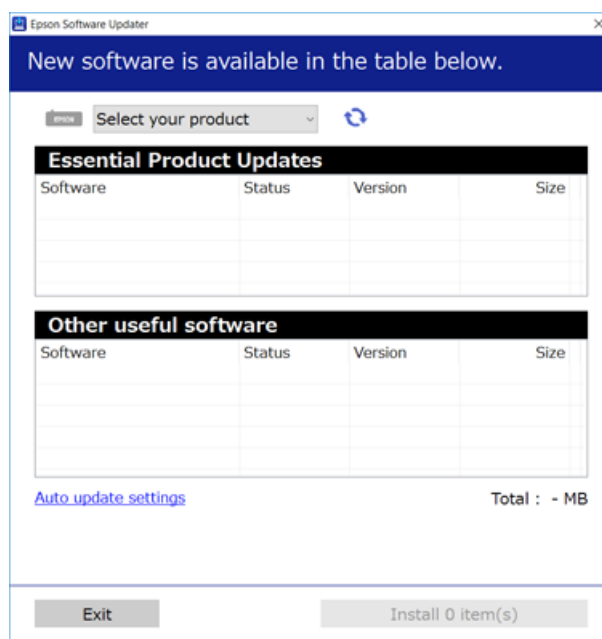 Epson Software Updater
New software is available in the table below.
EPSON Select your product
Essential Product Updates
Software Status Version Size
Other useful software
Software Status Version Size
Auto update settings Total : - MB
Exit Install 0 item(s)